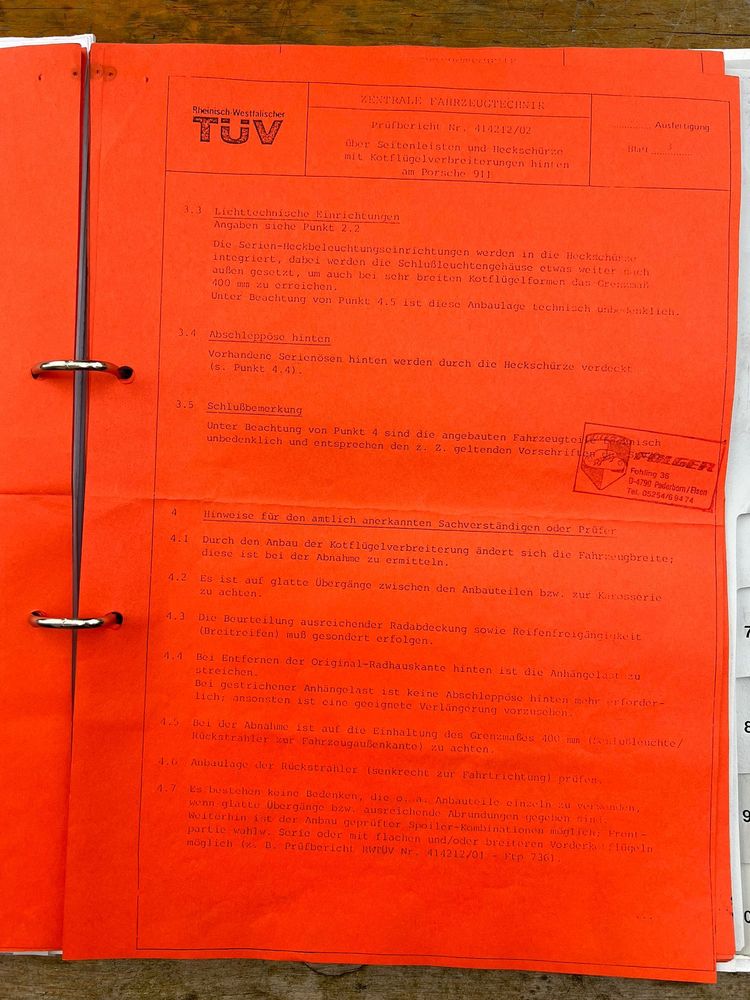 Rheinisch-Westfälischer
TÜV
ZENTRALE FAHRZEUGTECHNIK
Prüfbericht Nr. 414212/02
über Seitenleisten und Heckschürze
mit Kotflügelverbreiterungen hinten
am Porsche 911
Ausfertigung
Blatt 3
3.3 Lichttechnische Einrichtungen
Angaben siehe Punkt 2.2
Die Serien-Heckbeleuchtungseinrichtungen werden in die Heckschürze
integriert, dabei werden die Schlußleuchtengehäuse etwas weiter nach
außen gesetzt, um auch bei sehr breiten Kotflügelformen das Grenzmaß
400 mm zu erreichen.
Unter Beachtung von Punkt 4.5 ist diese Anbaulage technisch unbedenklich.
3.4 Abschleppöse hinten
Vorhandene Serienösen hinten werden durch die Heckschürze verdeckt
(s. Punkt 4.4).
3.5 Schlußbemerkung
Unter Beachtung von Punkt 4 sind die angebauten Fahrzeugteile technisch
unbedenklich und entsprechen den z. Z. geltenden Vorschriften
FOLGER
Fohling 36
D-4790 Paderborn/Elsen
Tel. 05254/69474
4 Hinweise für den amtlich anerkannten Sachverständigen oder Prüfer
4.1 Durch den Anbau der Kotflügelverbreiterung ändert sich die Fahrzeugbreite;
diese ist bei der Abnahme zu ermitteln.
4.2 Es ist auf glatte Übergänge zwischen den Anbauteilen bzw. zur Karosserie
zu achten.
4.3 Die Beurteilung ausreichender Radabdeckung sowie Reifenfreigängigkeit
(Breitreifen) muß gesondert erfolgen.
4.4 Bei Entfernen der Original-Radhauskante hinten ist die Anhängelast zu
streichen.
Bei gestrichener Anhängelast ist keine Abschleppöse hinten mehr erforder-
lich; ansonsten ist eine geeignete Verlängerung vorzusehen.
4.5 Bei der Abnahme ist auf die Einhaltung des Grenzmaßes 400 mm (Schlußleuchte/
Rückstrahler zur Fahrzeugaußenkante) zu achten.
4.6 Anbaulage der Rückstrahler (senkrecht zur Fahrtrichtung) prüfen.
4.7 Es bestehen keine Bedenken, die o. a. Anbauteile einzeln zu verwenden,
wenn glatte Übergänge bzw. ausreichende Abrundungen gegeben sind.
Weiterhin ist der Anbau geprüfter Spoiler-Kombinationen möglich; Front-
partie wahlw. Serie oder mit flachen und/oder breiteren Vorderkotflügeln
möglich (z. B. Prüfbericht RWTÜV Nr. 414212/01 - Ftp 736).
7
8
9